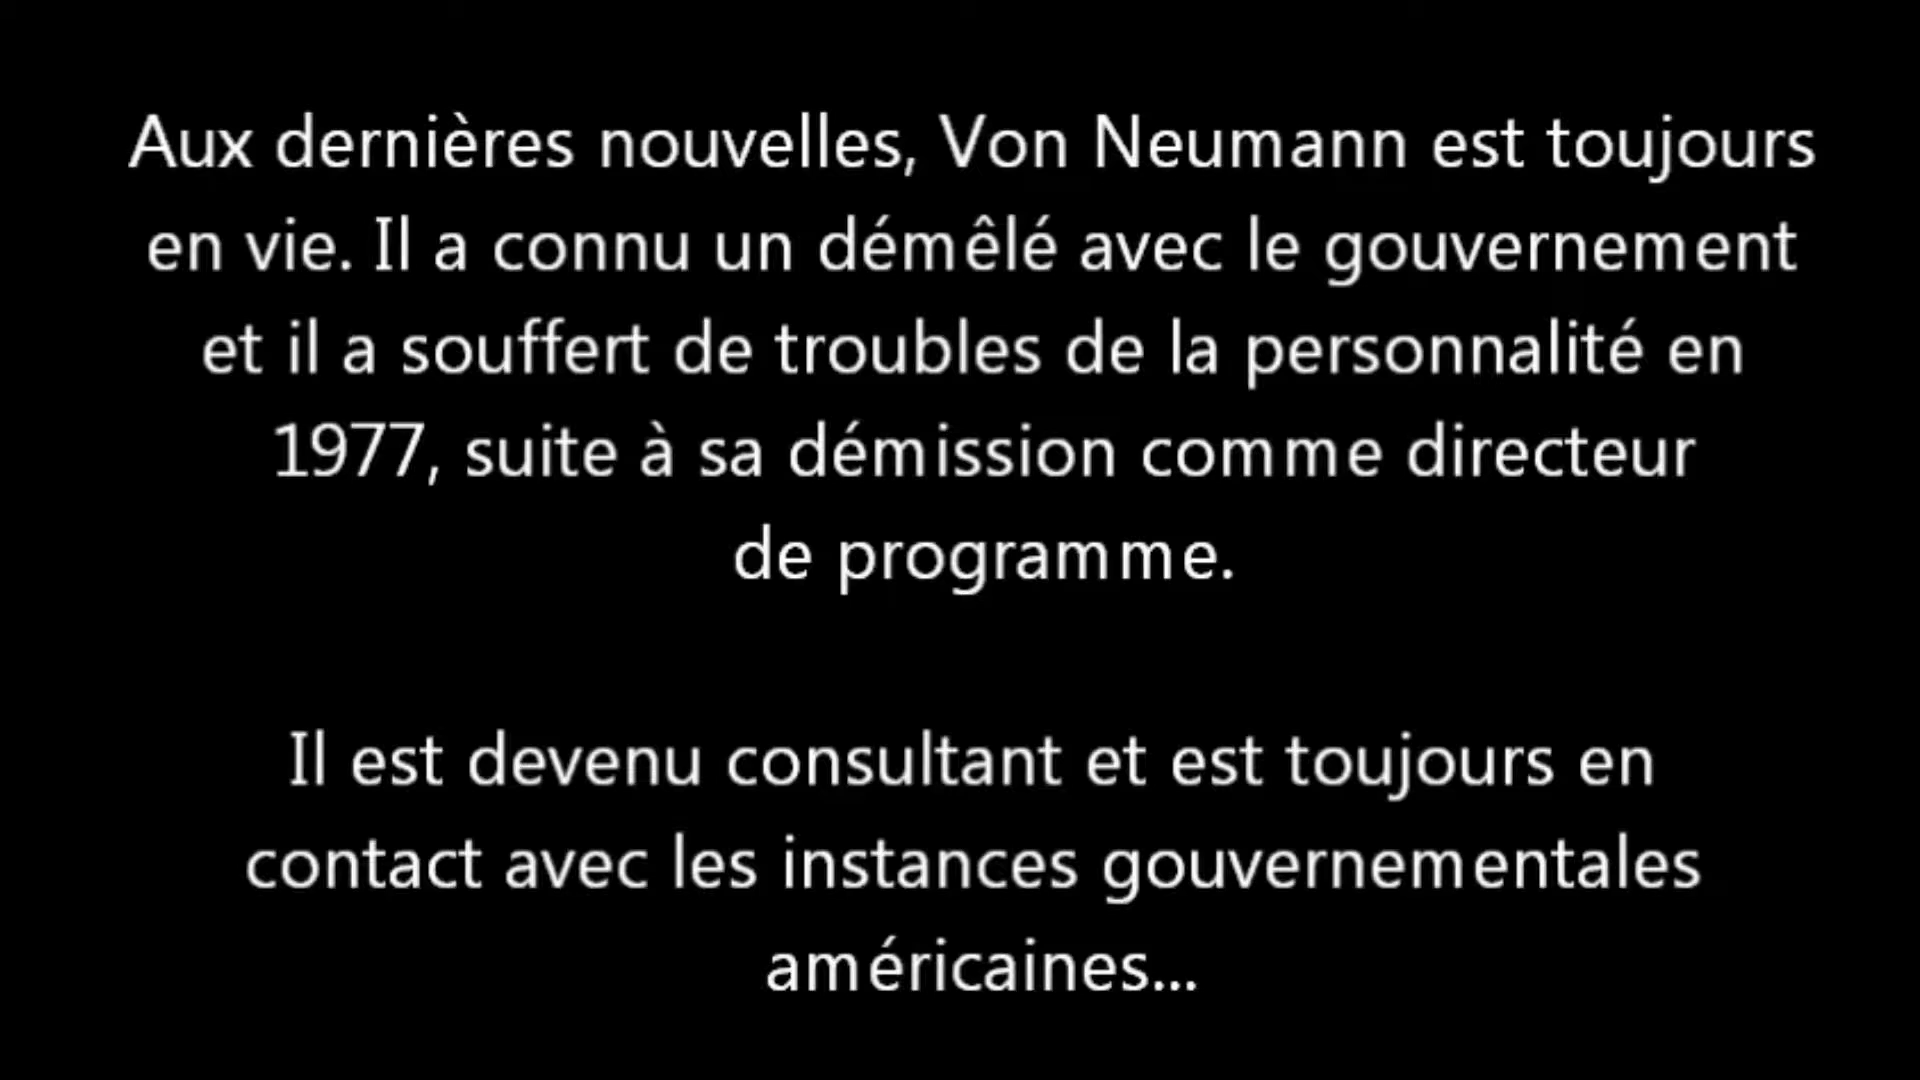 Aux dernières nouvelles, Von Neumann est toujours
en vie. Il a connu un démêlé avec le gouvernement
et il a souffert de troubles de la personnalité en
1977, suite à sa démission comme directeur
de programme.
Il est devenu consultant et est toujours en
contact avec les instances gouvernementales
américaines...